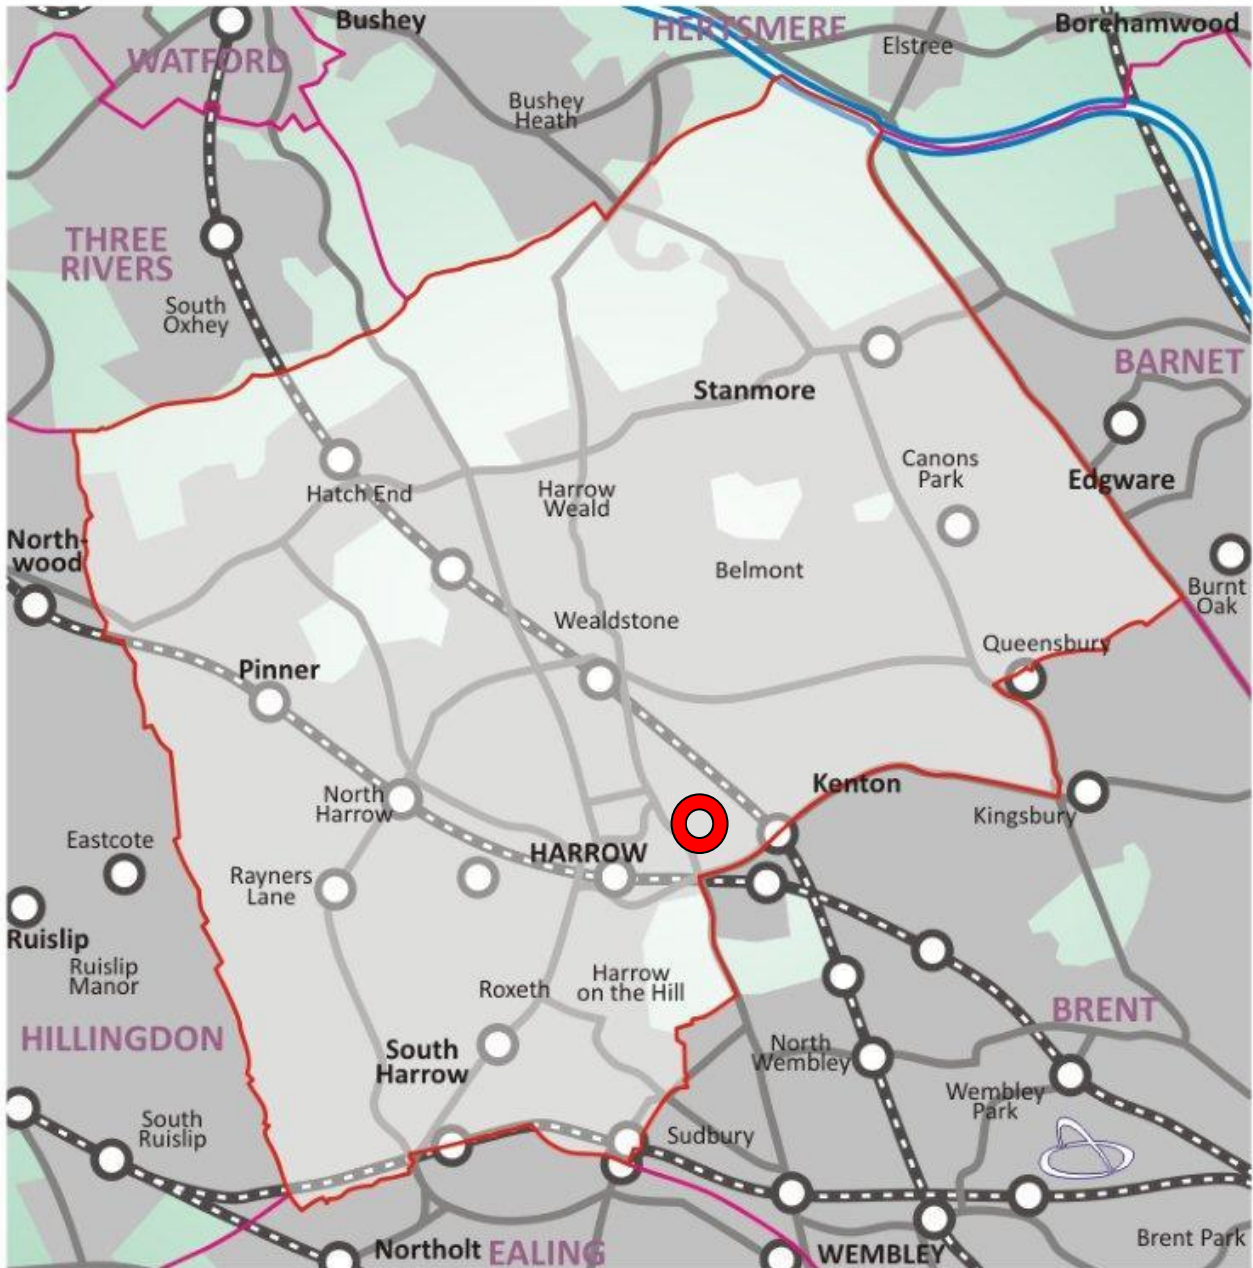 Bushey
HERTSMERE
Borehamwood
Elstree
WATFORD
Bushey
Heath
THREE
RIVERS
South
Oxhey
BARNET
Stanmore
Edgware
Canons
Park
Hatch End
Harrow
Weald
North-
wood
Belmont
Burnt
Oak
Wealdstone
Queensbury
Pinner
Kenton
North
Harrow
Kingsbury
Eastcote
HARROW
Rayners
Lane
Ruislip
Ruislip
Manor
Roxeth
Harrow
on the Hill
BRENT
HILLINGDON
South
Harrow
North
Wembley
Wembley
Park
South
Ruislip
Sudbury
Brent Park
Northolt
EALING
WEMBLEY